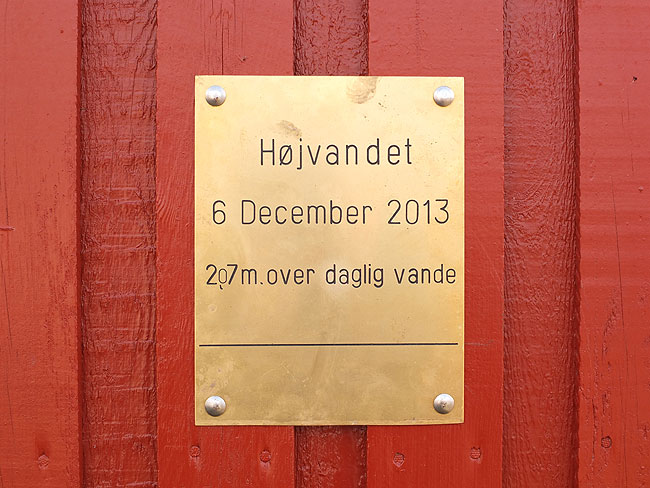 Højvandet
6 December 2013
2,07m.over daglig vande